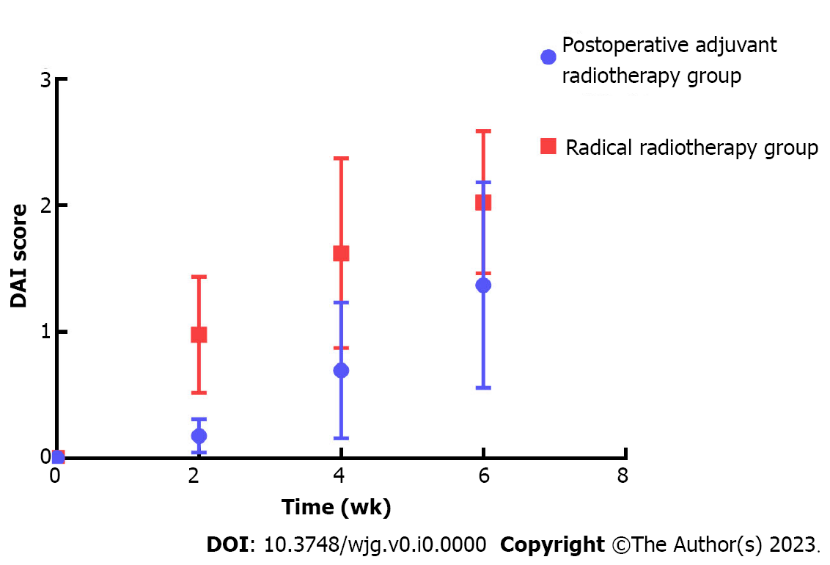 Postoperative adjuvant
radiotherapy group
Radical radiotherapy group
3
2
1
0
DAI score
0 2 4 6 8
Time (wk)
DOI: 10.3748/wjg.v0.i0.0000 Copyright ©The Author(s) 2023.